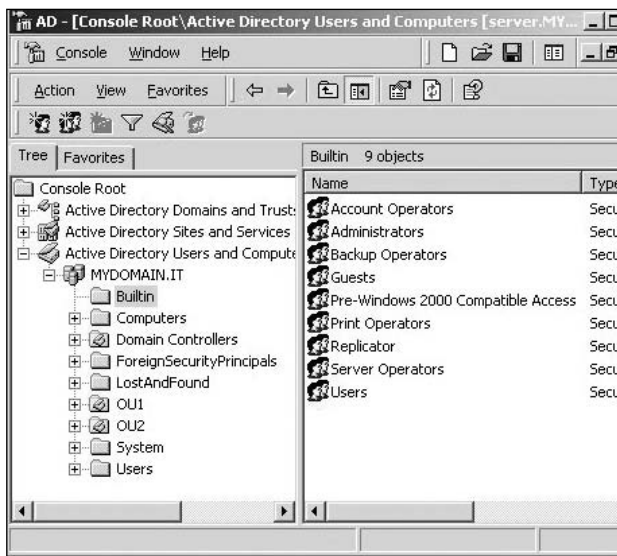 AD - [Console Root\Active Directory Users and Computers [server.MY...
Console Window Help
Action View Favorites
Tree Favorites
Builtin 9 objects
Console Root
Active Directory Domains and Trust:
Active Directory Sites and Services
Active Directory Users and Compute
MYDOMAIN.IT
Builtin
Computers
Domain Controllers
ForeignSecurityPrincipals
LostAndFound
OU1
OU2
System
Users
Name Type
Account Operators Secu
Administrators Secu
Backup Operators Secu
Guests Secu
Pre-Windows 2000 Compatible Access Secu
Print Operators Secu
Replicator Secu
Server Operators Secu
Users Secu